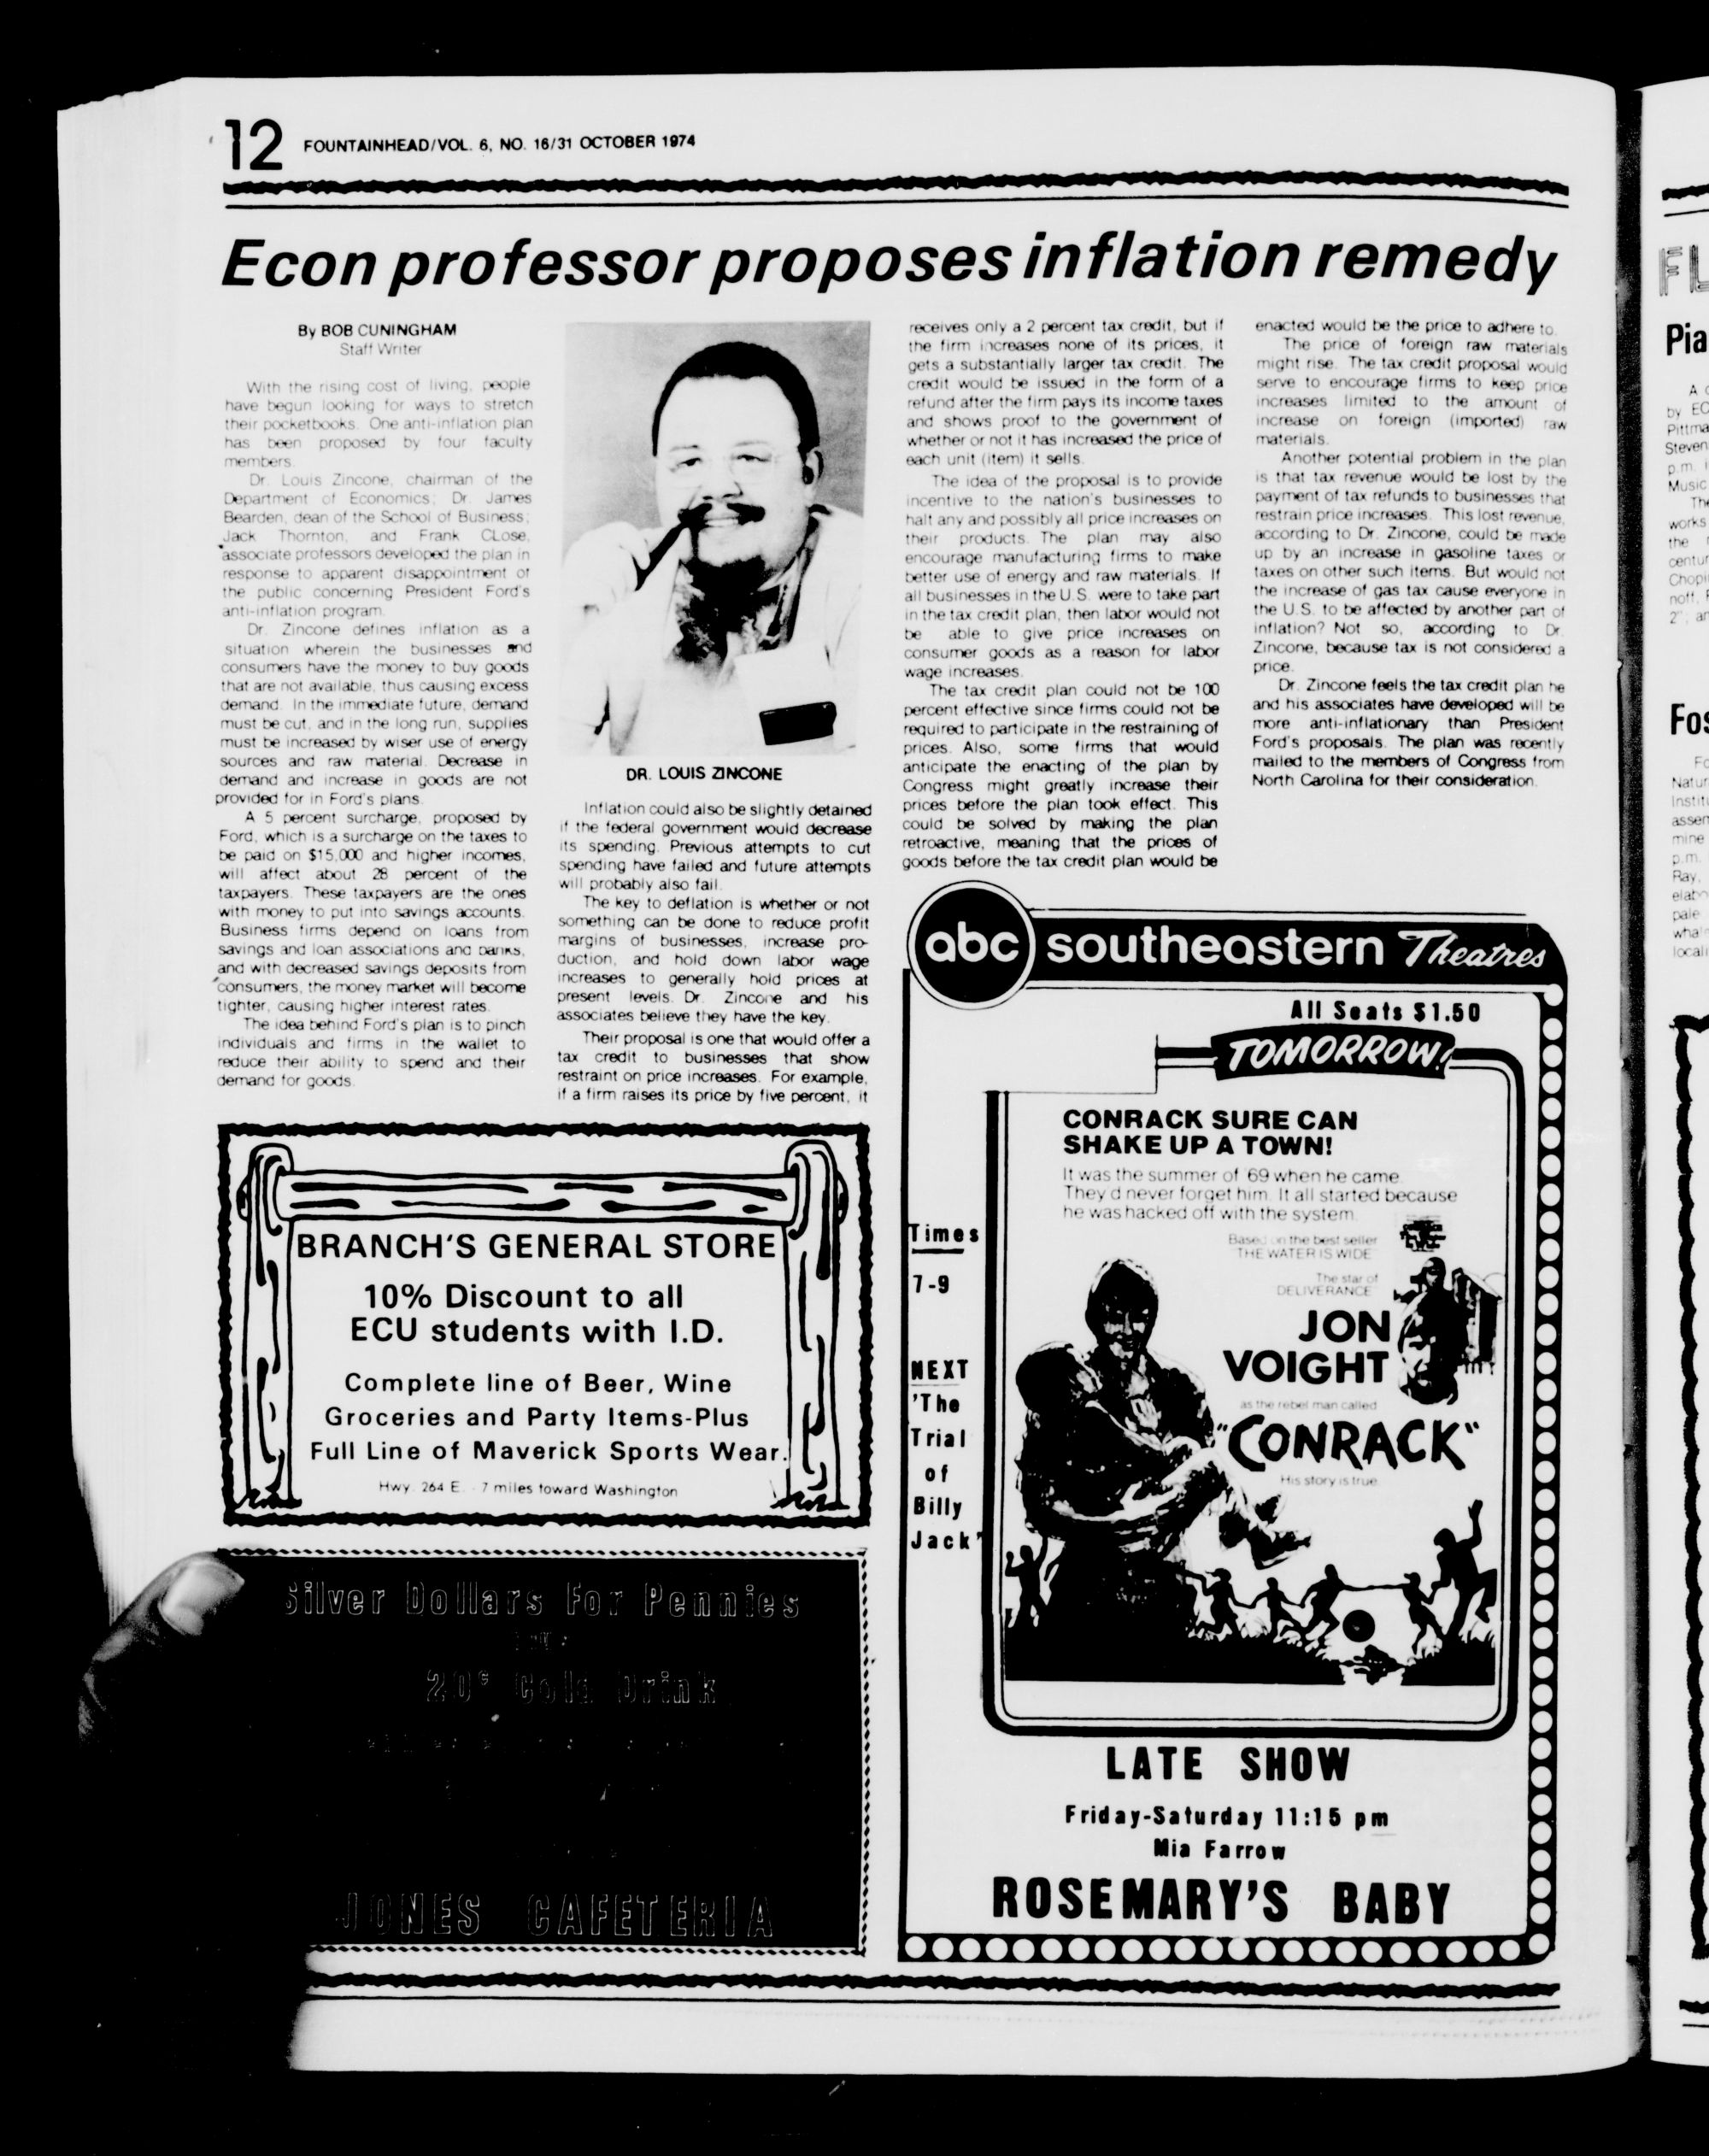 12 FOUNTAINHEAD/VOL. 6, NO. 16/31 OCTOBER 1974
Econ professor proposes inflation remedy
By BOB CUNINGHAM
Staff Writer
With the rising cost of living, people
have begun looking for ways to stretch
their pocketbooks. One anti-inflation plan
has been proposed by four faculty
members.
Dr. Louis Zincone, chairman of the
Department of Economics; Dr. James
Bearden, dean of the School of Business;
Jack Thornton, and Frank CLose,
associate professors developed the plan in
response to apparent disappointment of
the public concerning President Ford's
anti-inflation program.
Dr. Zincone defines inflation as a
situation wherein the businesses and
consumers have the money to buy goods
that are not available, thus causing excess
demand. In the immediate future, demand
must be cut, and in the long run, supplies
must be increased by wiser use of energy
sources and raw material. Decrease in
demand and increase in goods are not
provided for in Ford's plans.
A 5 percent surcharge, proposed by
Ford, which is a surcharge on the taxes to
be paid on $15,000 and higher incomes,
will affect about 28 percent of the
taxpayers. These taxpayers are the ones
with money to put into savings accounts.
Business firms depend on loans from
savings and loan associations and banks,
and with decreased savings deposits from
consumers, the money market will become
tighter, causing higher interest rates.
The idea behind Ford's plan is to pinch
individuals and firms in the wallet to
reduce their ability to spend and their
demand for goods.
DR. LOUIS ZINCONE
Inflation could also be slightly detained
if the federal government would decrease
its spending. Previous attempts to cut
spending have failed and future attempts
will probably also fail.
The key to deflation is whether or not
something can be done to reduce profit
margins of businesses, increase pro-
duction, and hold down labor wage
increases to generally hold prices at
present levels. Dr. Zincone and his
associates believe they have the key.
Their proposal is one that would offer a
tax credit to businesses that show
restraint on price increases. For example,
if a firm raises its price by five percent, it
receives only a 2 percent tax credit, but if
the firm increases none of its prices, it
gets a substantially larger tax credit. The
credit would be issued in the form of a
refund after the firm pays its income taxes
and shows proof to the government of
whether or not it has increased the price of
each unit (item) it sells.
The idea of the proposal is to provide
incentive to the nation's businesses to
halt any and possibly all price increases on
their products. The plan may also
encourage manufacturing firms to make
better use of energy and raw materials. If
all businesses in the U.S. were to take part
in the tax credit plan, then labor would not
be able to give price increases on
consumer goods as a reason for labor
wage increases.
The tax credit plan could not be 100
percent effective since firms could not be
required to participate in the restraining of
prices. Also, some firms that would
anticipate the enacting of the plan by
Congress might greatly increase their
prices before the plan took effect. This
could be solved by making the plan
retroactive, meaning that the prices of
goods before the tax credit plan would be
enacted would be the price to adhere to.
The price of foreign raw materials
might rise. The tax credit proposal would
serve to encourage firms to keep price
increases limited to the amount of
increase on foreign (imported) raw
materials.
Another potential problem in the plan
is that tax revenue would be lost by the
payment of tax refunds to businesses that
restrain price increases. This lost revenue,
according to Dr. Zincone, could be made
up by an increase in gasoline taxes or
taxes on other such items. But would not
the increase of gas tax cause everyone in
the U.S. to be affected by another part of
inflation? Not so, according to Dr.
Zincone, because tax is not considered a
price.
Dr. Zincone feels the tax credit plan he
and his associates have developed will be
more anti-inflationary than President
Ford's proposals. The plan was recently
mailed to the members of Congress from
North Carolina for their consideration.
BRANCH'S GENERAL STORE
10% Discount to all
ECU students with I.D.
Complete line of Beer, Wine
Groceries and Party Items-Plus
Full Line of Maverick Sports Wear.
Hwy. 264 E. - 7 miles toward Washington
Silver Dollars For Pennies
20¢ Cold Drink
JONES CAFETERIA
abc southeastern Theatres
All Seats $1.50
TOMORROW!
CONRACK SURE CAN
SHAKE UP A TOWN!
It was the summer of '69 when he came.
They'd never forget him. It all started because
he was hacked off with the system.
Based on the best seller
THE WATER IS WIDE
The star of
DELIVERANCE
JON
VOIGHT
as the rebel man called
"CONRACK"
His story is true.
Times
7-9
NEXT
'The
Trial
of
Billy
Jack'
LATE SHOW
Friday-Saturday 11:15 pm
Mia Farrow
ROSEMARY'S BABY
FL
Pia
A c
by EC
Pittma
Steven
p.m. i
Music
The
works
the
centur
Chopi
noff,
2", an
Fos
Fo
Natur
Institu
assem
mine
p.m.
Ray,
elabo
pale
what
locali